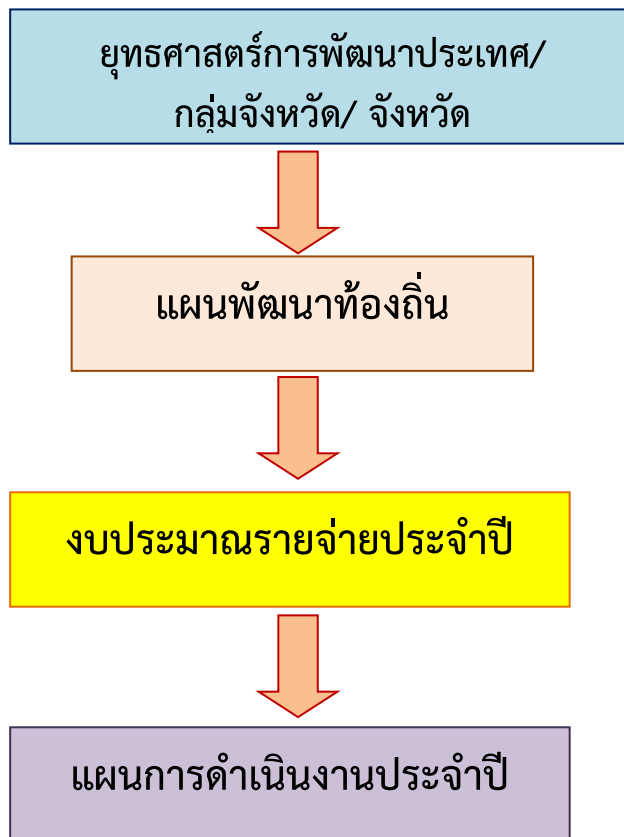 ยุทธศาสตร์การพัฒนาประเทศ/
กลุ่มจังหวัด/ จังหวัด
แผนพัฒนาท้องถิ่น
งบประมาณรายจ่ายประจำปี
แผนการดำเนินงานประจำปี